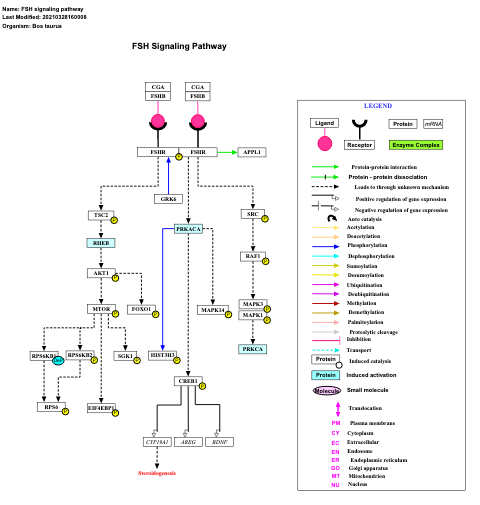 Name: FSH signaling pathway
Last Modified: 20210328160008
Organism: Bos taurus
FSH Signaling Pathway
CGA
FSHB
CGA
FSHB
FSHR
P
FSHR
APPL1
GRK6
TSC2
P
PRKACA
SRC
P
RHEB
RAF1
P
AKT1
P
MTOR
P
FOXO1
P
MAPK14
P
MAPK3
P
MAPK1
P
RPS6KB1
DeP
RPS6KB2
P
SGK1
P
HIST3H3
P
PRKCA
CREB1
P
RPS6
P
EIF4EBP1
P
CYP19A1
AREG
BDNF
Steroidogenesis
LEGEND
Ligand
Protein
mRNA
Receptor
Enzyme Complex
Protein-protein interaction
Protein - protein dissociation
Leads to through unknown mechanism
Positive regulation of gene expression
Negative regulation of gene expression
Auto catalysis
Acetylation
Deacetylation
Phosphorylation
Dephosphorylation
Sumoylation
Desumoylation
Ubiquitination
Deubiquitination
Methylation
Demethylation
Palmitoylation
Proteolytic cleavage
Inhibition
Transport
Protein
Induced catalysis
Protein
Induced activation
Molecule
Small molecule
Translocation
PM Plasma membrane
CY Cytoplasm
EC Extracellular
EN Endosome
ER Endoplasmic reticulum
GO Golgi apparatus
MT Mitochondrion
NU Nucleus